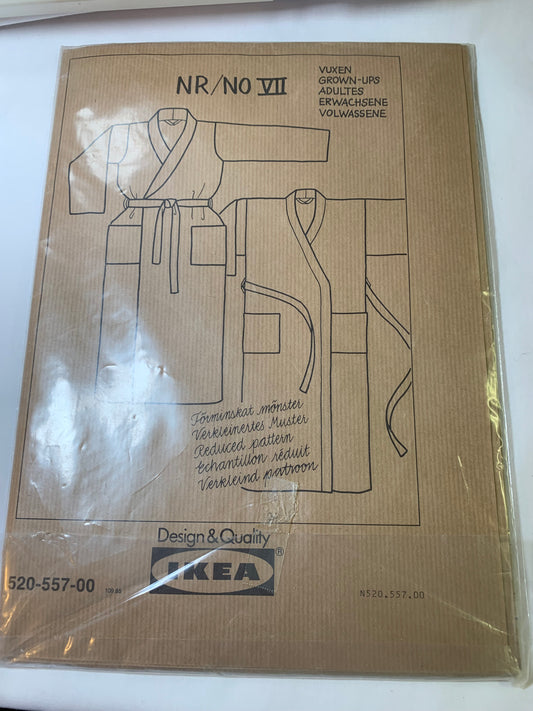 NR/NO VII
VUXEN
GROWN-UPS
ADULTES
ERWACHSENE
VOLWASSENE
Förminskat mönster
Verkleinertes Muster
Reduced pattern
Echantillon réduit
Verkleind patroon
Design & Quality
IKEA®
520-557-00
N520.557.00